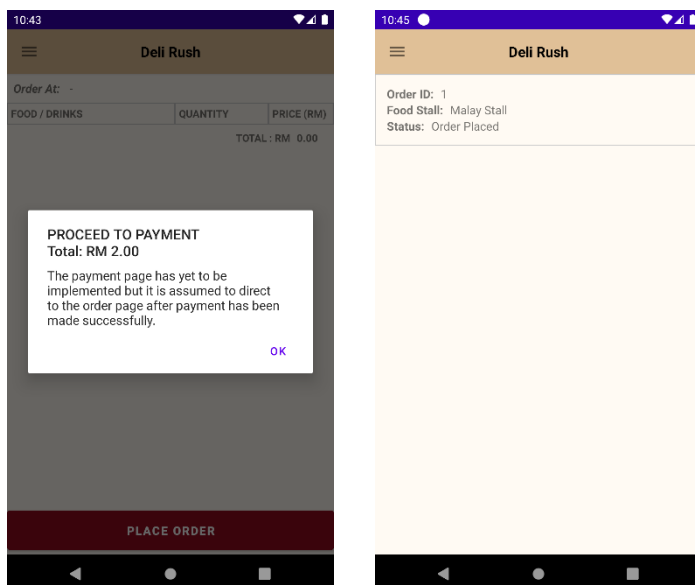 10:43
Deli Rush
Order At: -
FOOD / DRINKS QUANTITY PRICE (RM)
TOTAL : RM 0.00
PROCEED TO PAYMENT
Total: RM 2.00
The payment page has yet to be
implemented but it is assumed to direct
to the order page after payment has been
made successfully.
OK
PLACE ORDER
10:45
Deli Rush
Order ID: 1
Food Stall: Malay Stall
Status: Order Placed